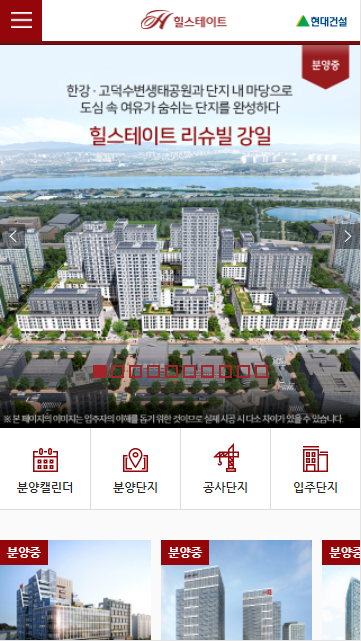 힐스테이트
현대건설
분양중
한강 · 고덕수변생태공원과 단지 내 마당으로
도심 속 여유가 숨쉬는 단지를 완성하다
힐스테이트 리슈빌 강일
※ 본 페이지의 이미지는 입주자의 이해를 돕기 위한 것이므로 실제 시공 시 다소 차이가 있을 수 있습니다.
분양캘린더
분양단지
공사단지
입주단지
분양중
분양중
분양중